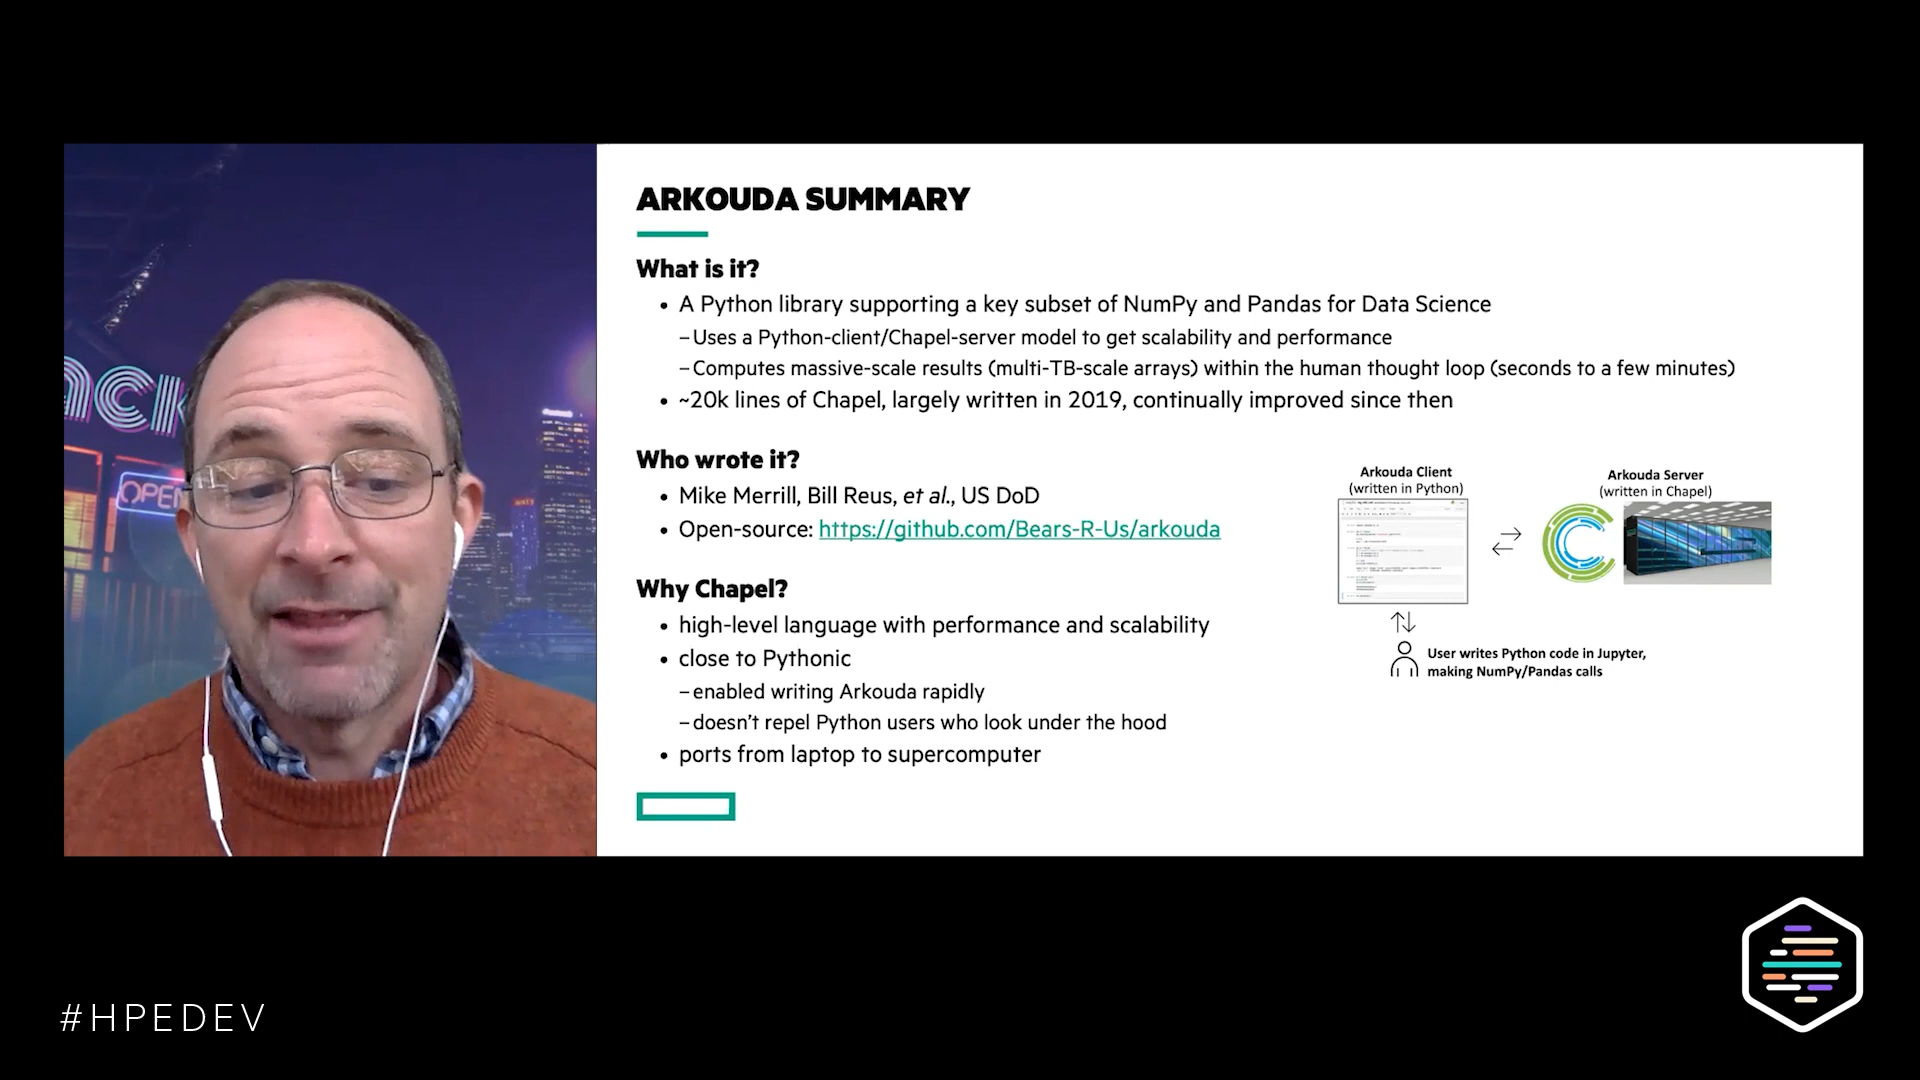 ARKOUDA SUMMARY
What is it?
• A Python library supporting a key subset of NumPy and Pandas for Data Science
– Uses a Python-client/Chapel-server model to get scalability and performance
– Computes massive-scale results (multi-TB-scale arrays) within the human thought loop (seconds to a few minutes)
• ~20k lines of Chapel, largely written in 2019, continually improved since then
Who wrote it?
• Mike Merrill, Bill Reus, et al., US DoD
• Open-source: https://github.com/Bears-R-Us/arkouda
Why Chapel?
• high-level language with performance and scalability
• close to Pythonic
– enabled writing Arkouda rapidly
– doesn't repel Python users who look under the hood
• ports from laptop to supercomputer
Arkouda Client
(written in Python)
Arkouda Server
(written in Chapel)
User writes Python code in Jupyter,
making NumPy/Pandas calls
#HPEDEV